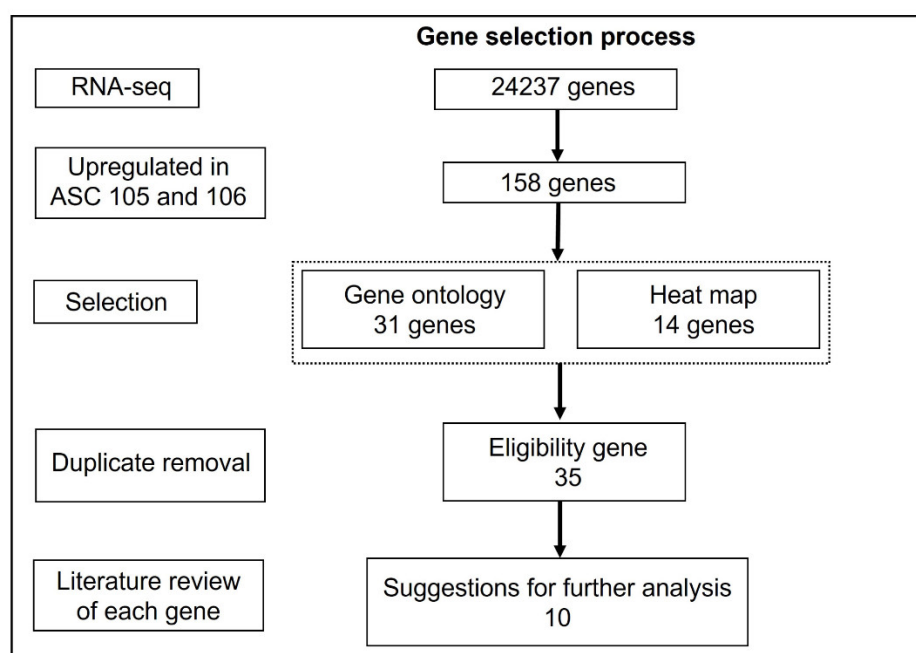 Gene selection process
RNA-seq
24237 genes
Upregulated in
ASC 105 and 106
158 genes
Selection
Gene ontology
31 genes
Heat map
14 genes
Duplicate removal
Eligibility gene
35
Literature review
of each gene
Suggestions for further analysis
10